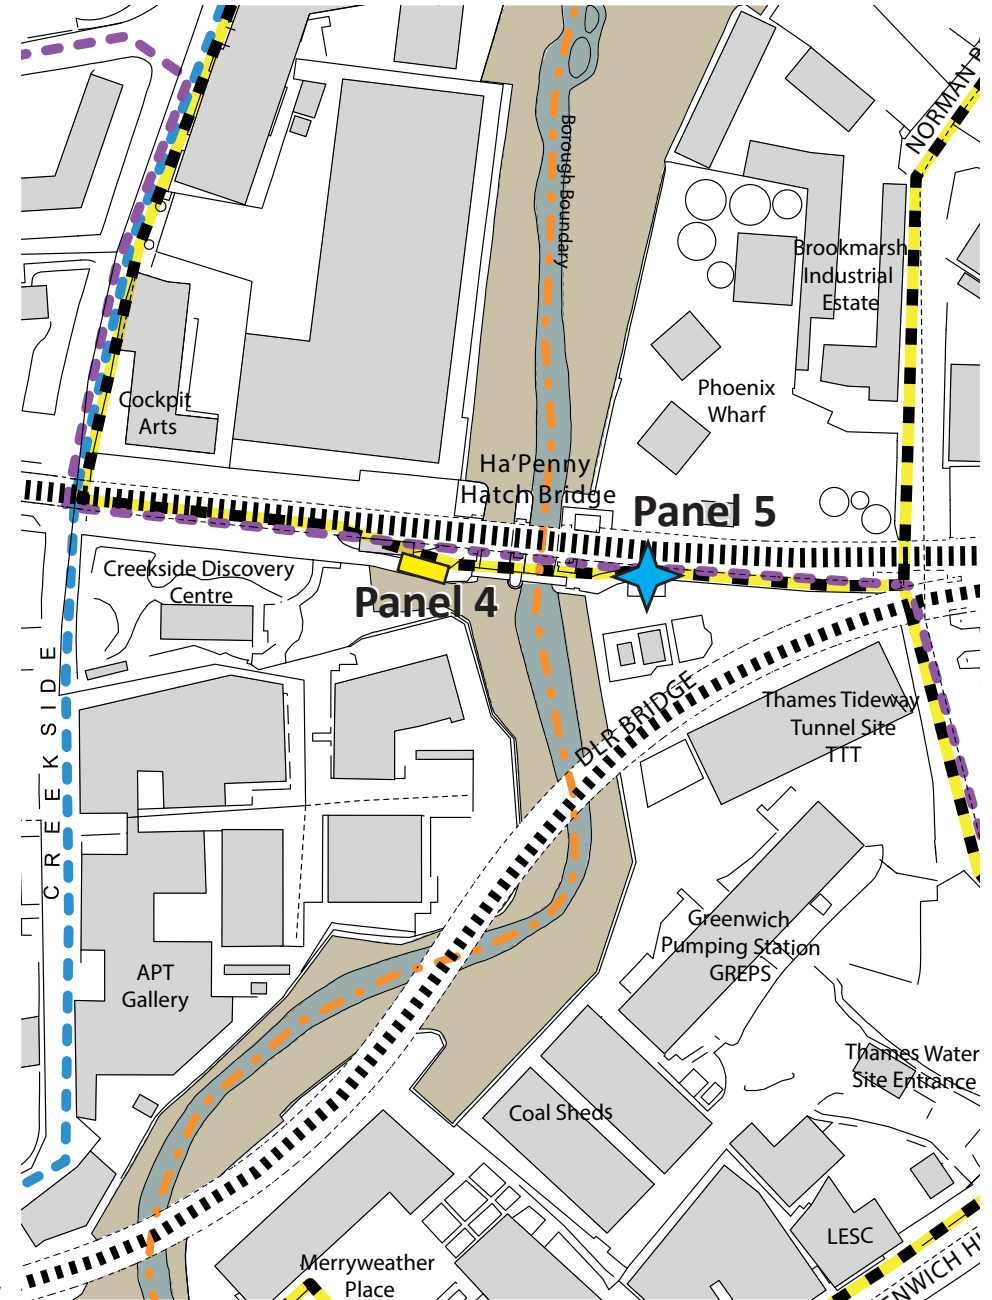 NORMAN
Borough Boundary
Brookmarsh
Industrial
Estate
Phoenix
Wharf
Cockpit
Arts
Ha'Penny
Hatch Bridge
Panel 5
Creekside Discovery
Centre
Panel 4
CREEKSIDE
DLR BRIDGE
Thames Tideway
Tunnel Site
TTT
Greenwich
Pumping Station
GREPS
APT
Gallery
Thames Water
Site Entrance
Coal Sheds
LESC
Merryweather
Place
NWICH